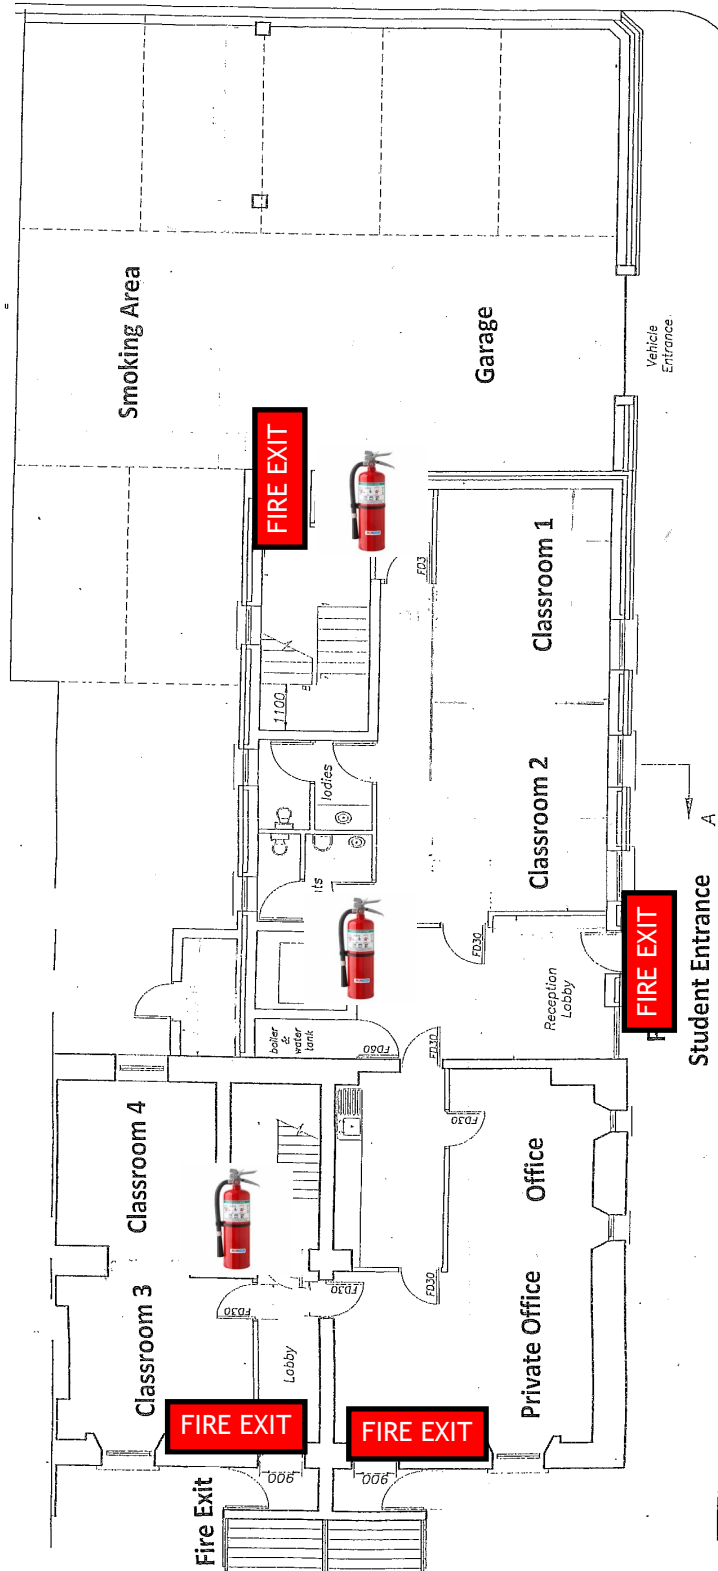 Smoking Area
Garage
Vehicle
Entrance
FIRE EXIT
FD3
Classroom 1
1100
ladies
Classroom 2
A
FD30
Reception
Lobby
FIRE EXIT
Student Entrance
boiler
&
water
tank
FD60
FD30
Classroom 4
FD30
Office
Classroom 3
FD30
FD30
FD30
Lobby
Private Office
FIRE EXIT
FIRE EXIT
900
900
Fire Exit